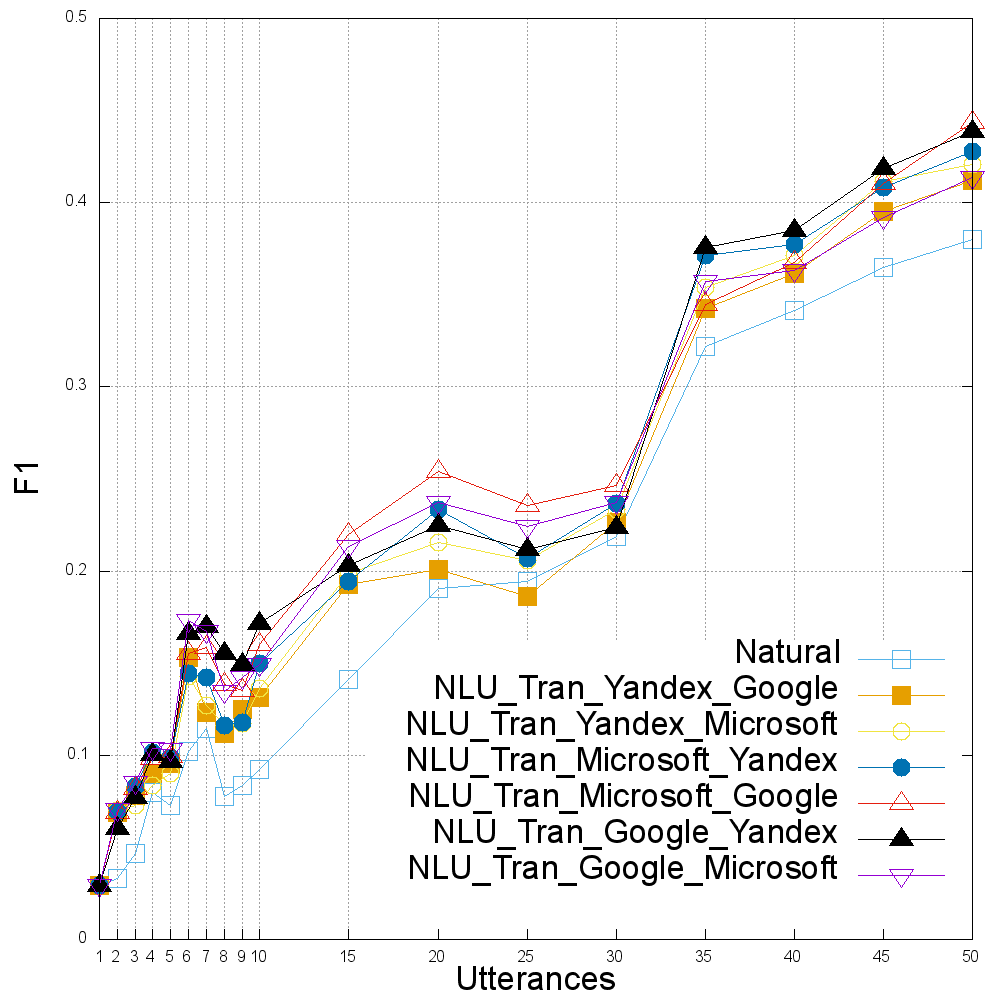 0.5
0.4
0.3
0.2
0.1
0
F1
Natural
NLU_Tran_Yandex_Google
NLU_Tran_Yandex_Microsoft
NLU_Tran_Microsoft_Yandex
NLU_Tran_Microsoft_Google
NLU_Tran_Google_Yandex
NLU_Tran_Google_Microsoft
1 2 3 4 5 6 7 8 9 10 15 20 25 30 35 40 45 50
Utterances